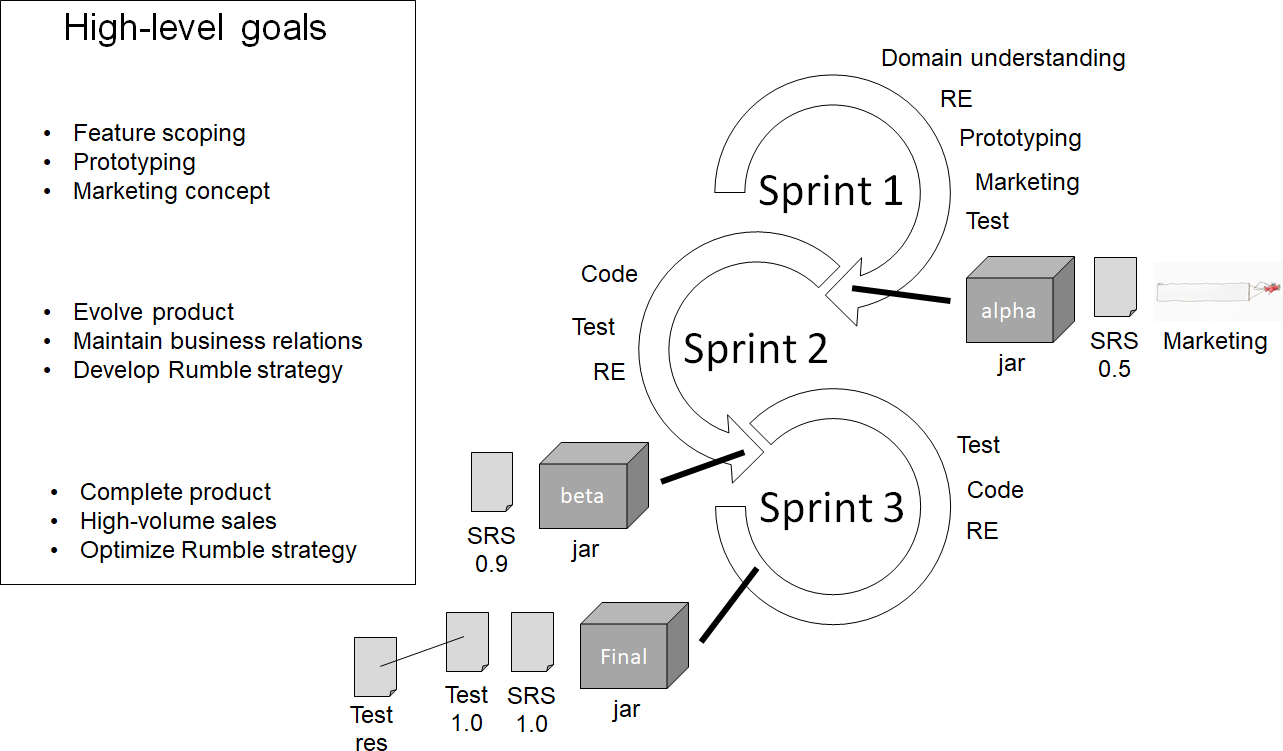 High-level goals
• Feature scoping
• Prototyping
• Marketing concept
• Evolve product
• Maintain business relations
• Develop Rumble strategy
• Complete product
• High-volume sales
• Optimize Rumble strategy
Domain understanding
RE
Prototyping
Marketing
Test
Sprint 1
alpha
jar
SRS
0.5
Marketing
Code
Test
RE
Sprint 2
SRS
0.9
beta
jar
Test
Code
RE
Sprint 3
Test
res
Test
1.0
SRS
1.0
Final
jar